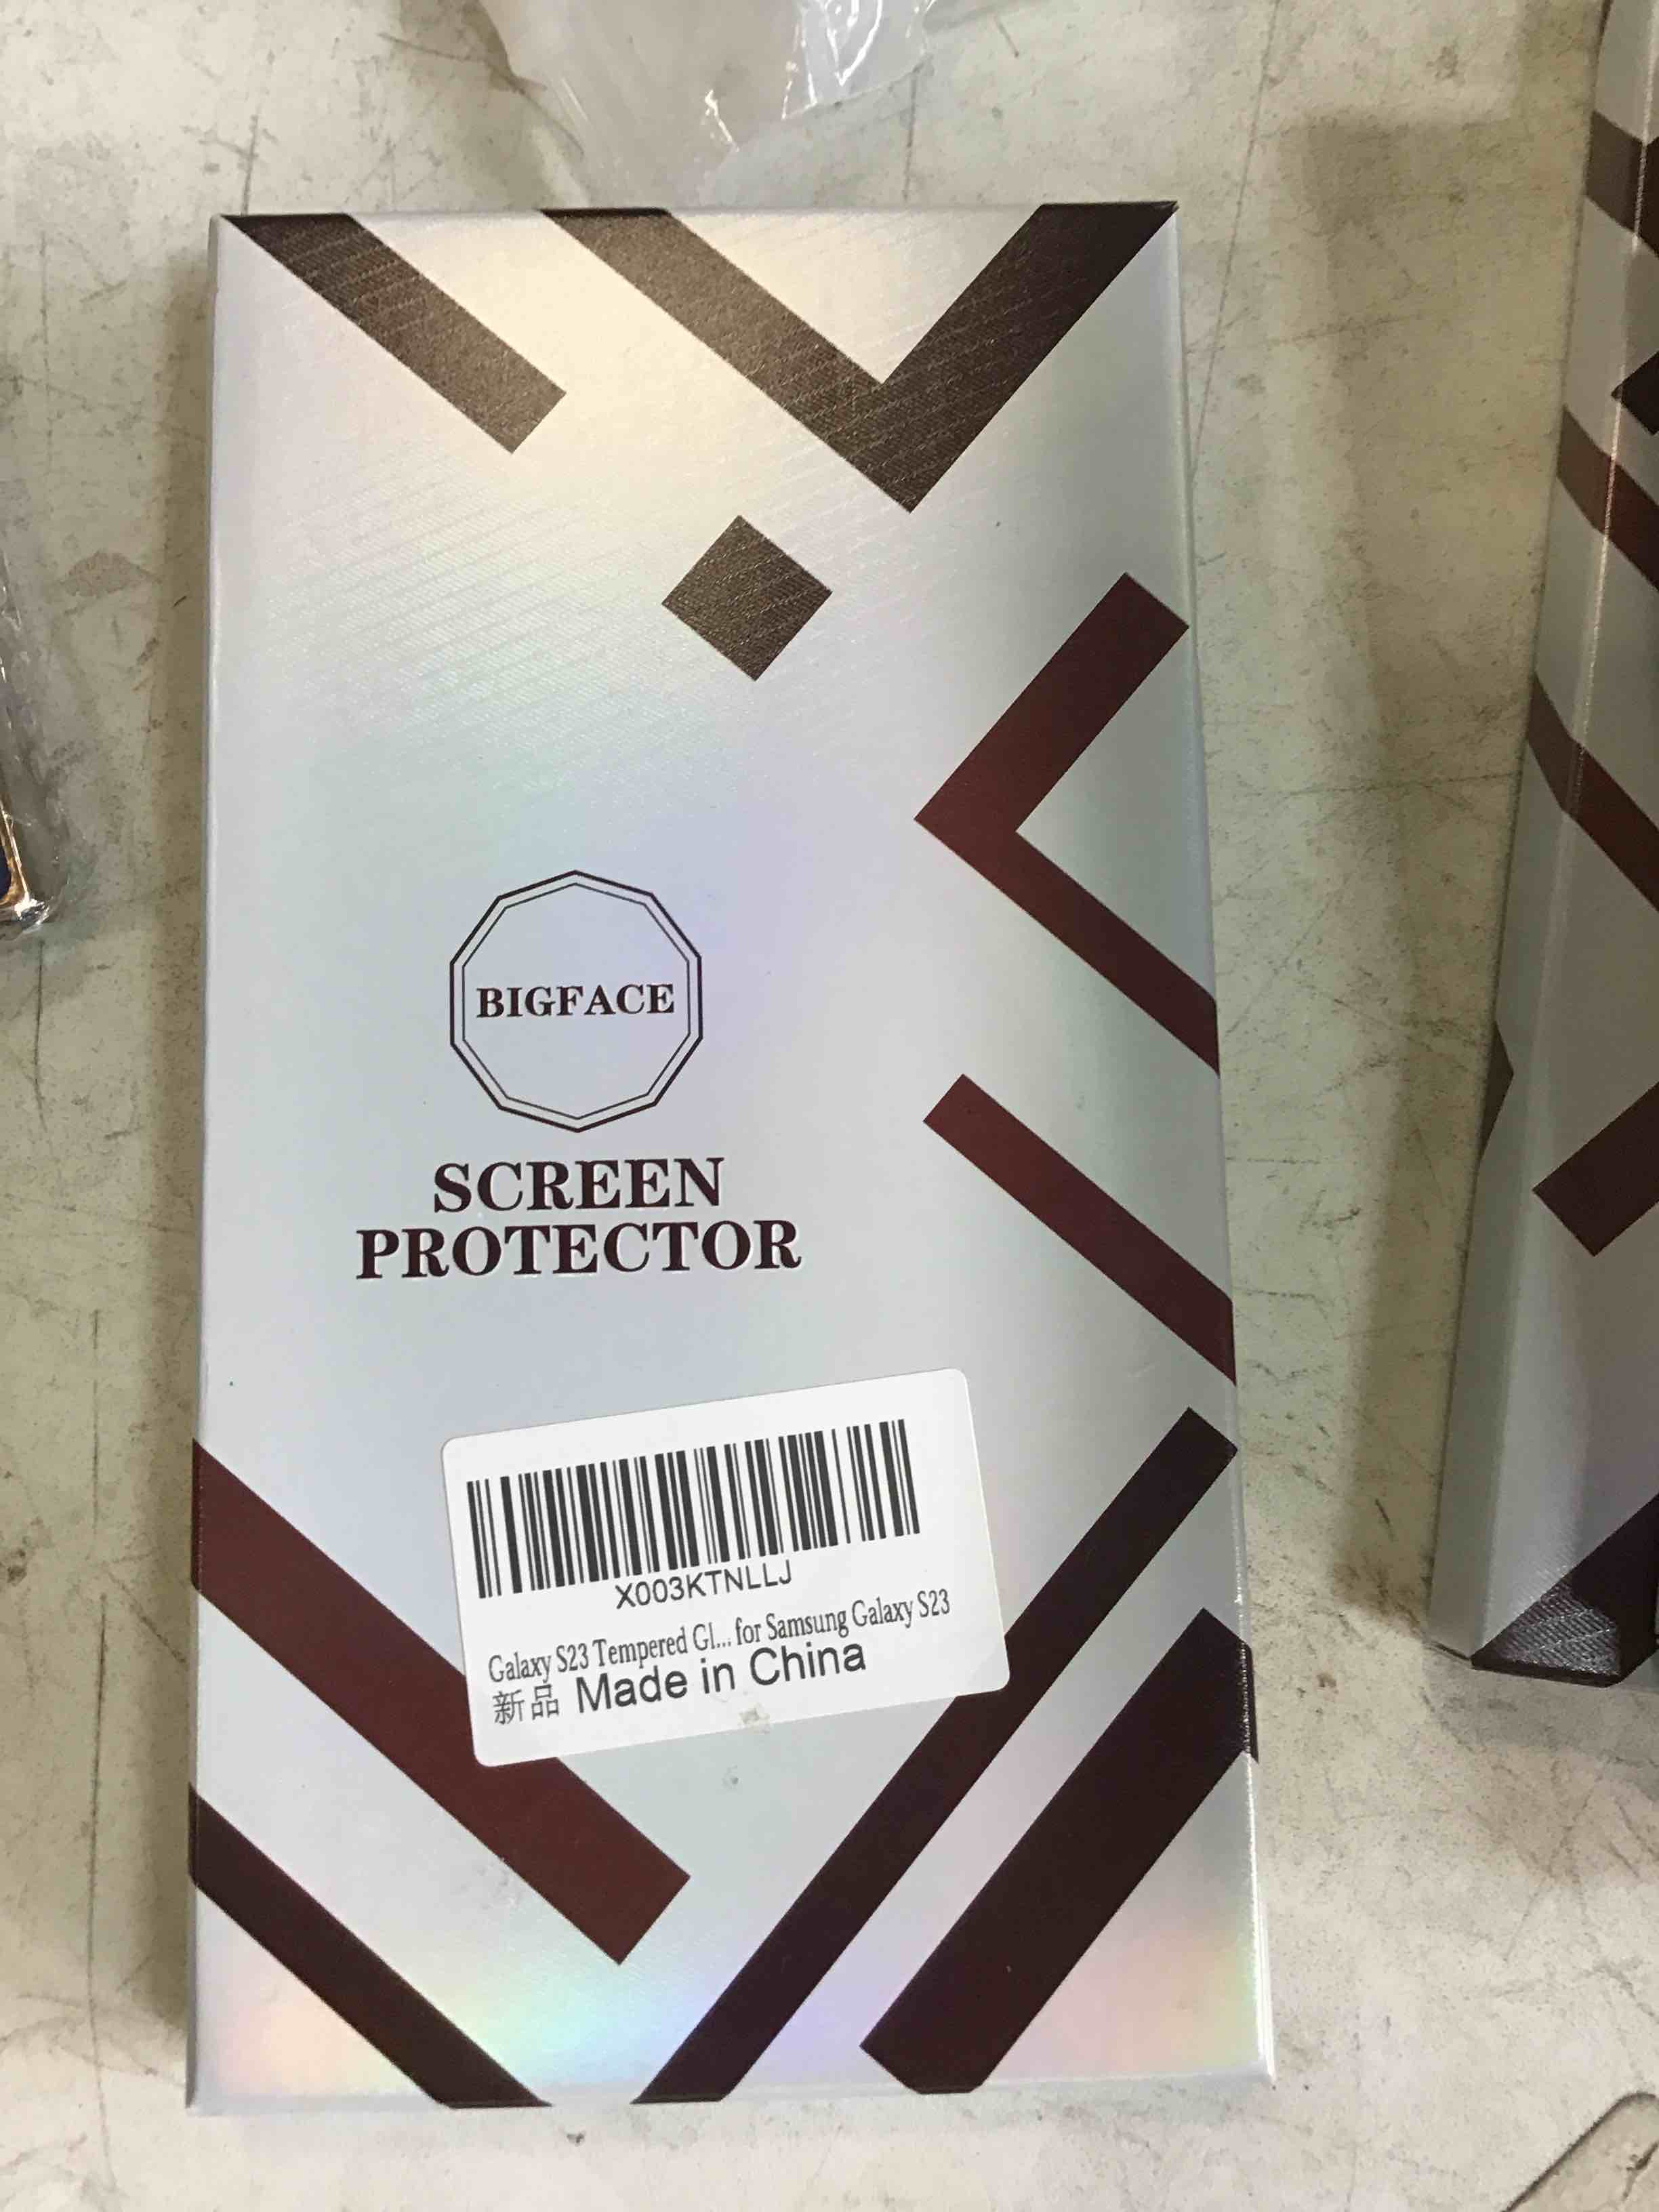 BIGFACE
SCREEN
PROTECTOR
X003KTNLLJ
Galaxy S23 Tempered Gl... for Samsung Galaxy S23
新品 Made in China